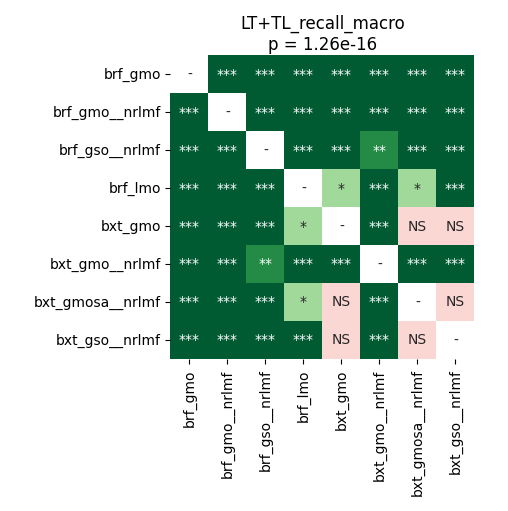 LT+TL_recall_macro
p = 1.26e-16
brf_gmo - *** *** *** *** *** *** ***
brf_gmo__nrlmf *** - *** *** *** *** *** ***
brf_gso__nrlmf *** *** - *** *** ** *** ***
brf_lmo *** *** *** - * *** * ***
bxt_gmo *** *** *** * - *** NS NS
bxt_gmo__nrlmf *** *** ** *** *** - *** ***
bxt_gmosa__nrlmf *** *** *** * NS *** - NS
bxt_gso__nrlmf *** *** *** *** NS *** NS -
brf_gmo
brf_gmo__nrlmf
brf_gso__nrlmf
brf_lmo
bxt_gmo
bxt_gmo__nrlmf
bxt_gmosa__nrlmf
bxt_gso__nrlmf